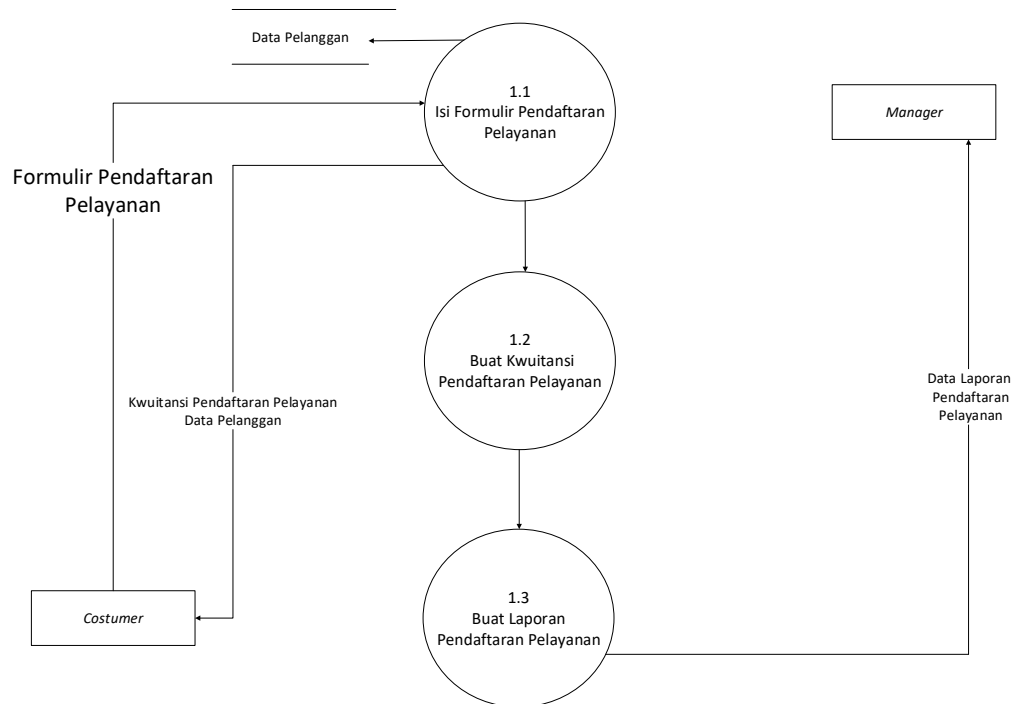 Data Pelanggan
1.1
Isi Formulir Pendaftaran
Pelayanan
Manager
Formulir Pendaftaran
Pelayanan
1.2
Buat Kwuitansi
Pendaftaran Pelayanan
Kwuitansi Pendaftaran Pelayanan
Data Pelanggan
Data Laporan
Pendaftaran
Pelayanan
Costumer
1.3
Buat Laporan
Pendaftaran Pelayanan